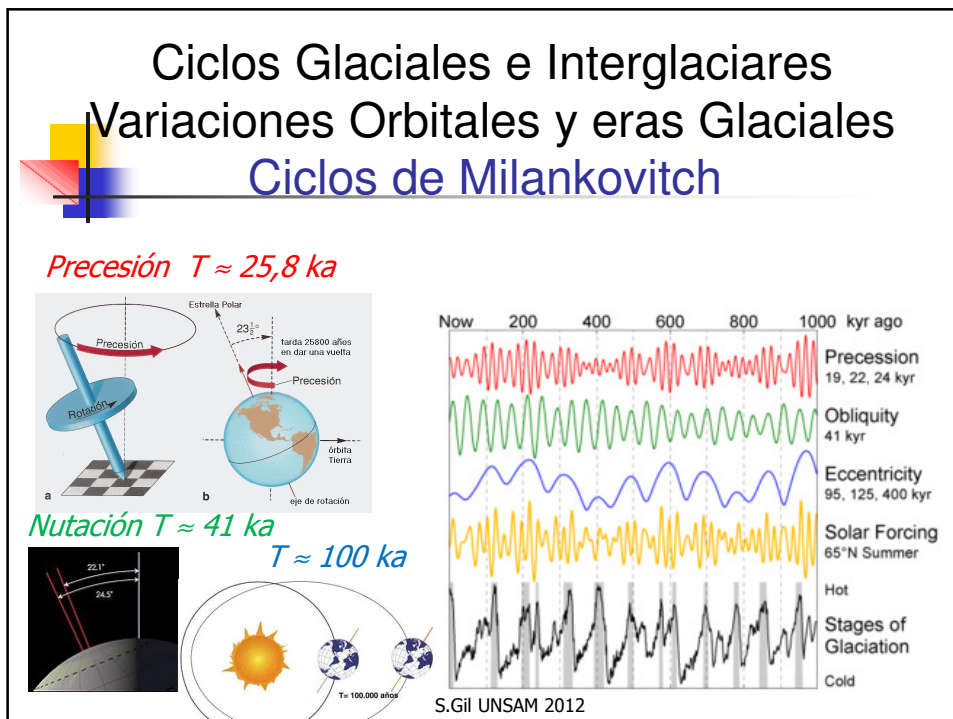 Ciclos Glaciales e Interglaciares
Variaciones Orbitales y eras Glaciales
Ciclos de Milankovitch
Precesión T ≈ 25,8 ka
Precesión
Rotación
a
Estrella Polar
23 1/2°
tarda 25800 años
en dar una vuelta
Precesión
órbita
Tierra
eje de rotación
b
Nutación T ≈ 41 ka
22.1°
24.5°
T ≈ 100 ka
T= 100.000 años
Now 200 400 600 800 1000 kyr ago
Precession
19, 22, 24 kyr
Obliquity
41 kyr
Eccentricity
95, 125, 400 kyr
Solar Forcing
65°N Summer
Hot
Stages of
Glaciation
Cold
S.Gil UNSAM 2012